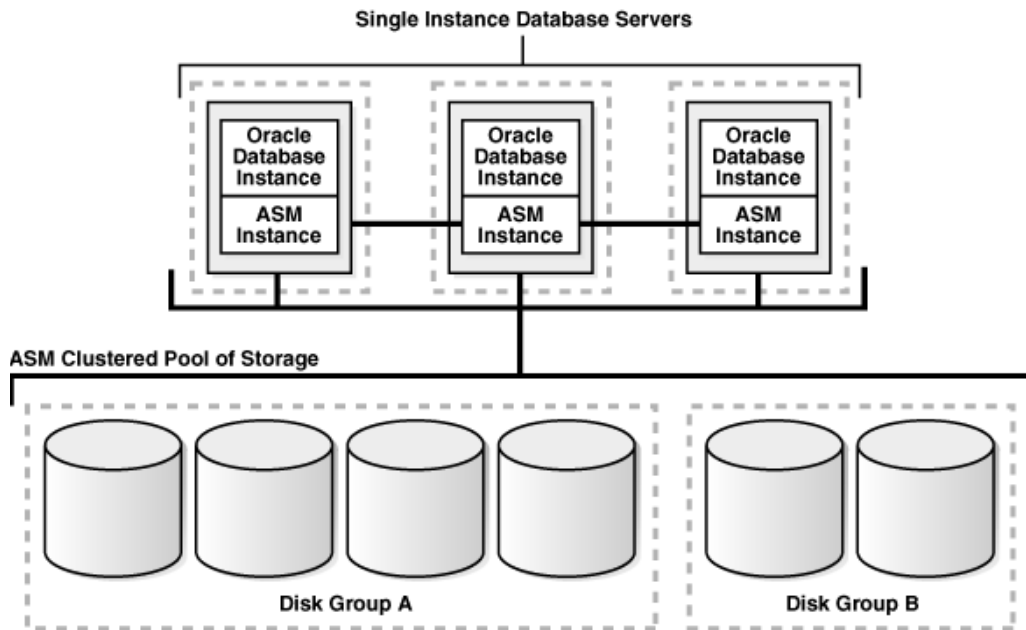 Single Instance Database Servers
Oracle
Database
Instance
ASM
Instance
Oracle
Database
Instance
ASM
Instance
Oracle
Database
Instance
ASM
Instance
ASM Clustered Pool of Storage
Disk Group A
Disk Group B